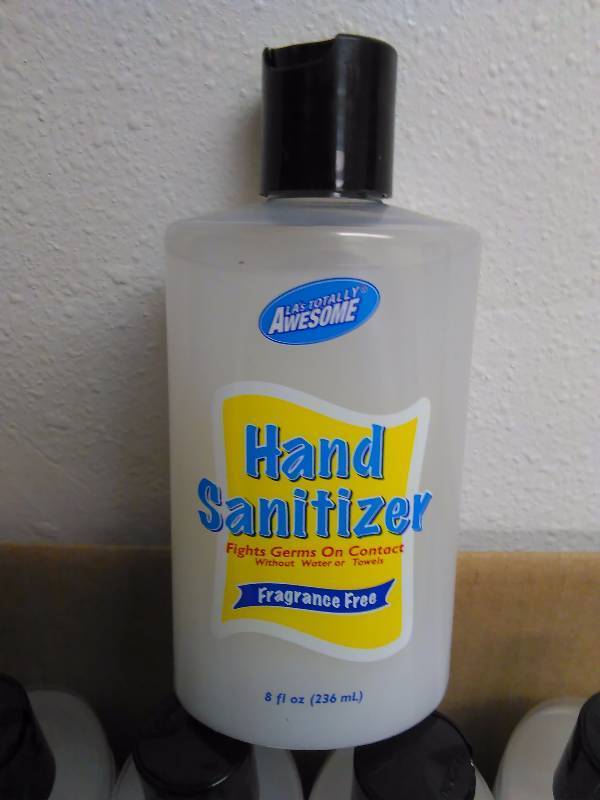 LA's TOTALLY®
AWESOME
Hand
Sanitizer
Fights Germs On Contact
Without Water or Towels
Fragrance Free
8 fl oz (236 mL)